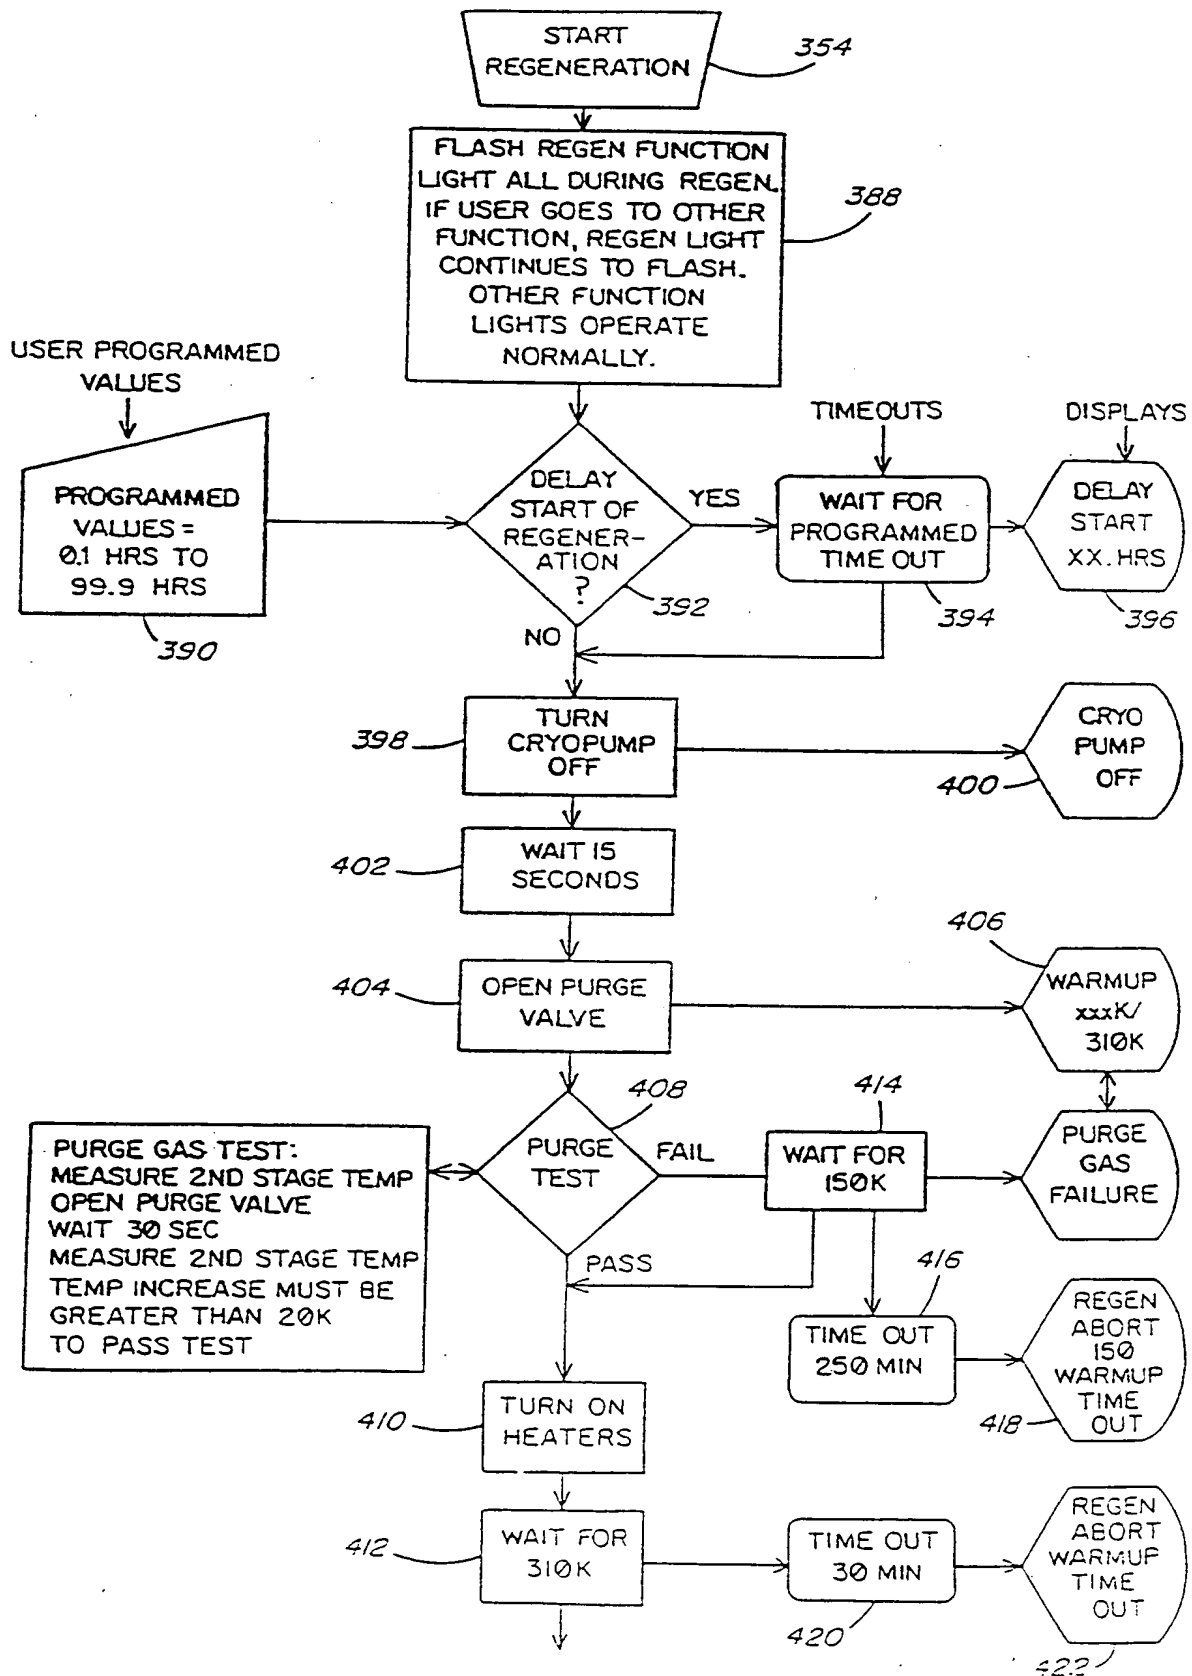 START
REGENERATION
354
FLASH REGEN FUNCTION
LIGHT ALL DURING REGEN.
IF USER GOES TO OTHER
FUNCTION, REGEN LIGHT
CONTINUES TO FLASH.
OTHER FUNCTION
LIGHTS OPERATE
NORMALLY.
388
USER PROGRAMMED
VALUES
PROGRAMMED
VALUES =
0.1 HRS TO
99.9 HRS
390
DELAY
START OF
REGENER-
ATION
?
392
YES
NO
TIMEOUTS
WAIT FOR
PROGRAMMED
TIME OUT
394
DISPLAYS
DELAY
START
XX.HRS
396
398
TURN
CRYOPUMP
OFF
CRYO
PUMP
OFF
400
402
WAIT 15
SECONDS
404
OPEN PURGE
VALVE
406
WARMUP
xxxK/
310K
408
PURGE
TEST
FAIL
PASS
PURGE GAS TEST:
MEASURE 2ND STAGE TEMP
OPEN PURGE VALVE
WAIT 30 SEC
MEASURE 2ND STAGE TEMP
TEMP INCREASE MUST BE
GREATER THAN 20K
TO PASS TEST
414
WAIT FOR
150K
PURGE
GAS
FAILURE
416
TIME OUT
250 MIN
REGEN
ABORT
150
WARMUP
TIME
OUT
418
410
TURN ON
HEATERS
412
WAIT FOR
310K
TIME OUT
30 MIN
420
REGEN
ABORT
WARMUP
TIME
OUT
422